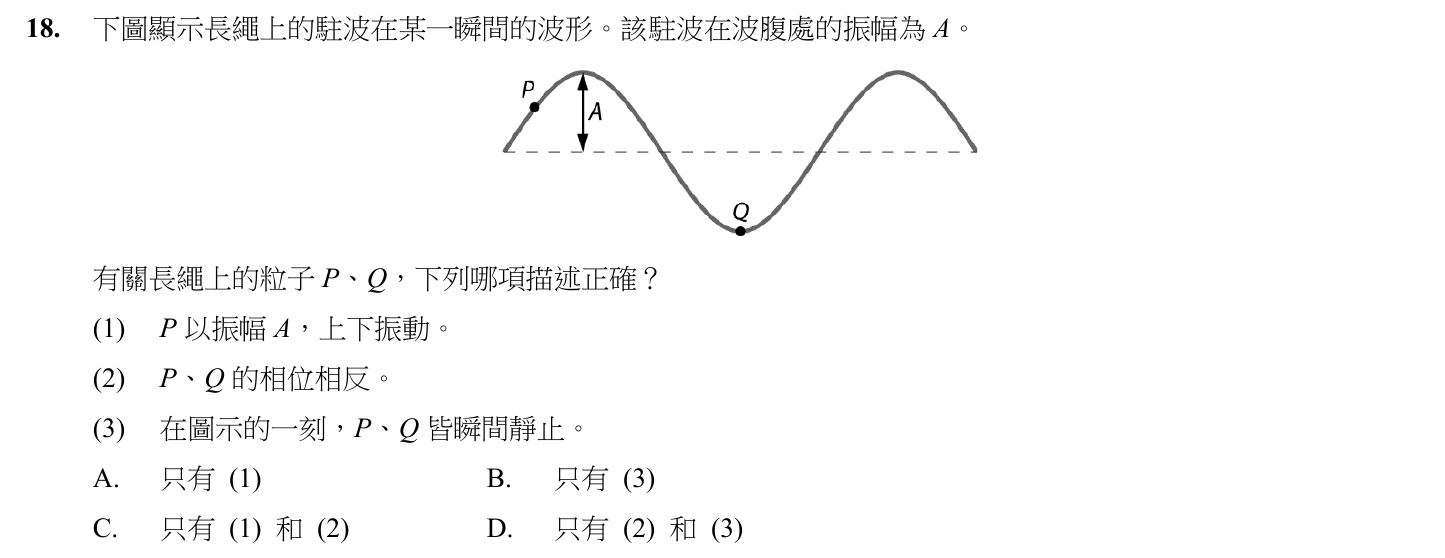 18. 下圖顯示長繩上的駐波在某一瞬間的波形。該駐波在波腹處的振幅為 A。
P
A
Q
有關長繩上的粒子 P、Q，下列哪項描述正確？
(1) P 以振幅 A，上下振動。
(2) P、Q 的相位相反。
(3) 在圖示的一刻，P、Q 皆瞬間靜止。
A. 只有 (1) B. 只有 (3)
C. 只有 (1) 和 (2) D. 只有 (2) 和 (3)